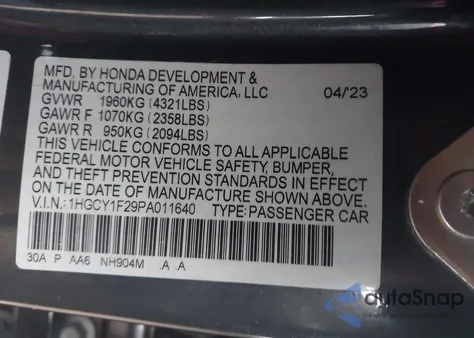 MFD. BY HONDA DEVELOPMENT &
MANUFACTURING OF AMERICA, LLC 04/'23
GVWR 1960KG (4321LBS)
GAWR F 1070KG (2358LBS)
GAWR R 950KG (2094LBS)
THIS VEHICLE CONFORMS TO ALL APPLICABLE
FEDERAL MOTOR VEHICLE SAFETY, BUMPER,
AND THEFT PREVENTION STANDARDS IN EFFECT
ON THE DATE OF MANUFACTURE SHOWN ABOVE.
V.I.N.: 1HGCY1F29PA011640 TYPE: PASSENGER CAR
30A P AA6 NH904M .A .A
autaSnap